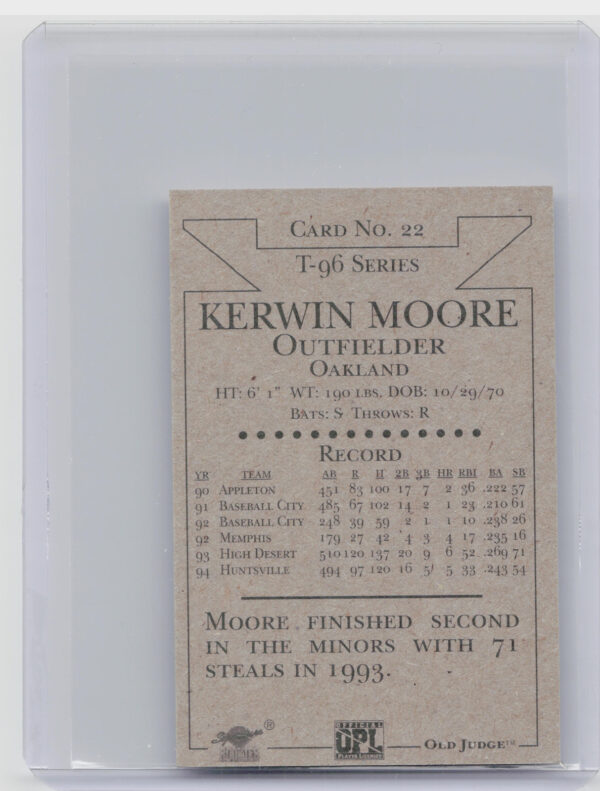 CARD NO. 22
T-96 SERIES
KERWIN MOORE
OUTFIELDER
OAKLAND
HT: 6' 1" WT: 190 LBS. DOB: 10/29/70
BATS: S THROWS: R
RECORD
YR TEAM AB R H 2B 3B HR RBI BA SB
90 APPLETON 451 83 100 17 7 2 36 .222 57
91 BASEBALL CITY 485 67 102 14 2 1 23 .210 61
92 BASEBALL CITY 248 39 59 2 1 1 10 .238 26
92 MEMPHIS 179 27 42 4 3 4 17 .235 16
93 HIGH DESERT 510 120 137 20 9 6 52 .269 71
94 HUNTSVILLE 494 97 120 16 5 5 33 .243 54
MOORE FINISHED SECOND
IN THE MINORS WITH 71
STEALS IN 1993.
® OFFICIAL
OPL
PLAYER LICENSEE
OLD JUDGE™